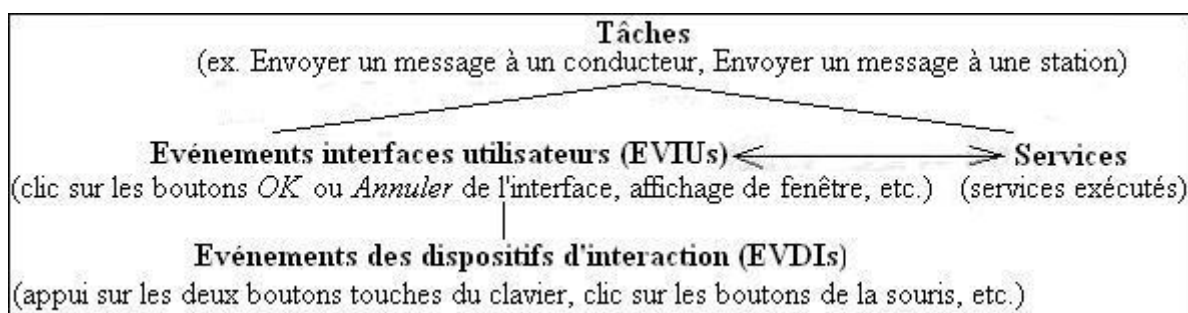 Tâches
(ex. Envoyer un message à un conducteur, Envoyer un message à une station)
Evénements interfaces utilisateurs (EVIUs) Services
(clic sur les boutons OK ou Annuler de l'interface, affichage de fenêtre, etc.) (services exécutés)
Evénements des dispositifs d'interaction (EVDIs)
(appui sur les deux boutons touches du clavier, clic sur les boutons de la souris, etc.)